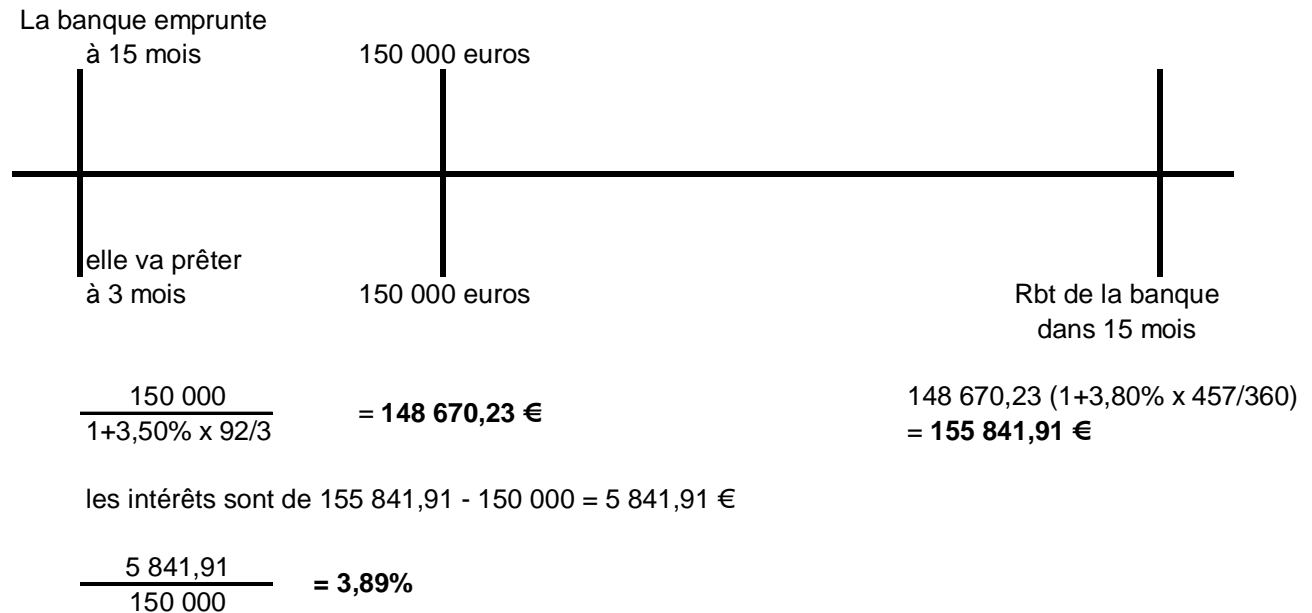 La banque emprunte
à 15 mois
150 000 euros
elle va prêter
à 3 mois
150 000 euros
Rbt de la banque
dans 15 mois
150 000
1+3,50% x 92/3
= 148 670,23 €
148 670,23 (1+3,80% x 457/360)
= 155 841,91 €
les intérêts sont de 155 841,91 - 150 000 = 5 841,91 €
5 841,91
150 000
= 3,89%